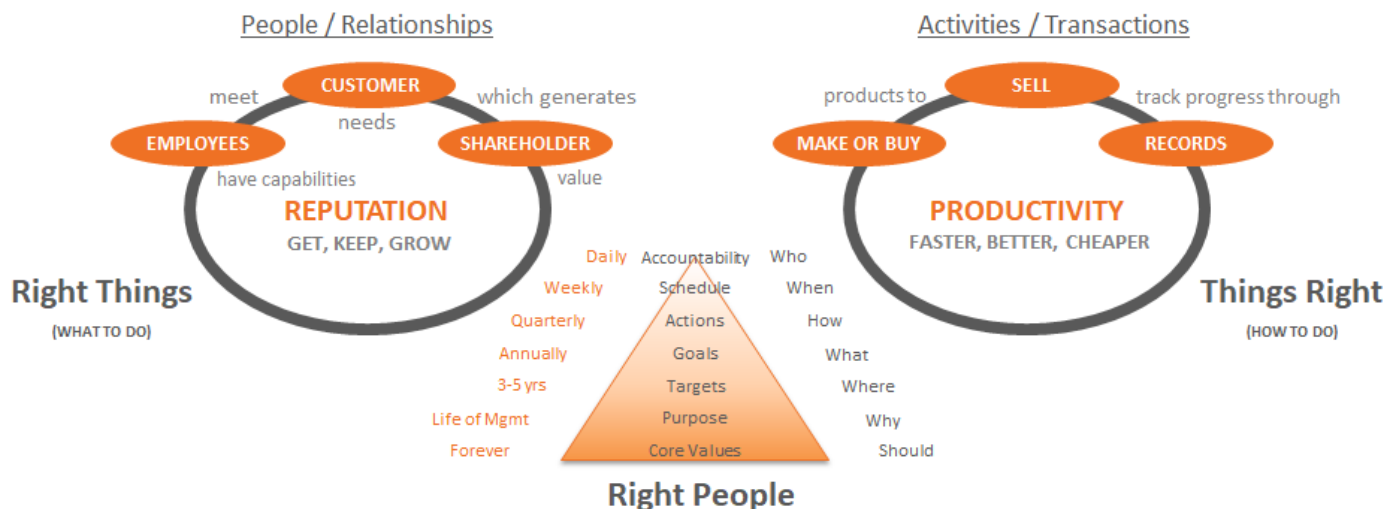 People / Relationships
Activities / Transactions
CUSTOMER
SELL
meet
which generates
products to
track progress through
needs
EMPLOYEES
SHAREHOLDER
MAKE OR BUY
RECORDS
have capabilities
value
REPUTATION
PRODUCTIVITY
GET, KEEP, GROW
FASTER, BETTER, CHEAPER
Daily Accountability Who
Right Things
Weekly Schedule When
Things Right
Quarterly Actions How
(WHAT TO DO)
(HOW TO DO)
Annually Goals What
3-5 yrs Targets Where
Life of Mgmt Purpose Why
Forever Core Values Should
Right People